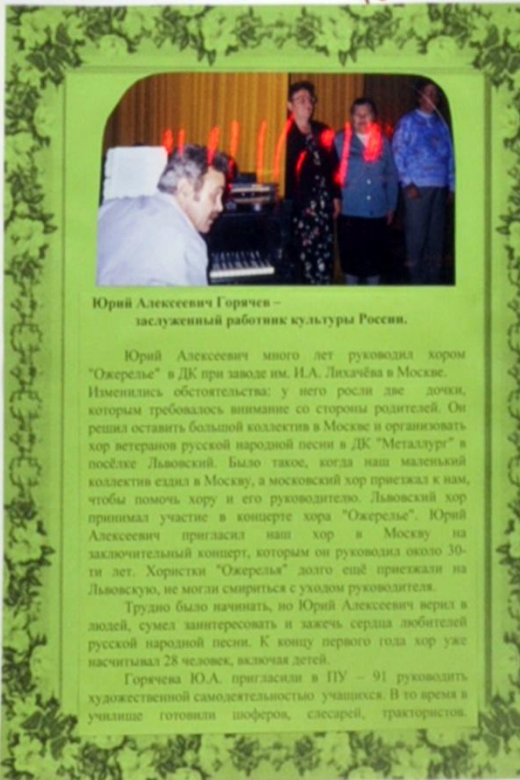 Юрий Алексеевич Горячев –
заслуженный работник культуры России.
Юрий Алексеевич много лет руководил хором
"Ожерелье" в ДК при заводе им. И.А. Лихачёва в Москве.
Изменились обстоятельства: у него росли две дочки,
которым требовалось внимание со стороны родителей. Он
решил оставить большой коллектив в Москве и организовать
хор ветеранов русской народной песни в ДК "Металлург" в
посёлке Львовский. Было такое, когда наш маленький
коллектив ездил в Москву, а московский хор приезжал к нам,
чтобы помочь хору и его руководителю. Львовский хор
принимал участие в концерте хора "Ожерелье". Юрий
Алексеевич пригласил наш хор в Москву на
заключительный концерт, которым он руководил около 30-
ти лет. Хористки "Ожерелья" долго ещё приезжали на
Львовскую, не могли смириться с уходом руководителя.
Трудно было начинать, но Юрий Алексеевич верил в
людей, сумел заинтересовать и зажечь сердца любителей
русской народной песни. К концу первого года хор уже
насчитывал 28 человек, включая детей.
Горячева Ю.А. пригласили в ПУ – 91 руководить
художественной самодеятельностью учащихся. В то время в
училище готовили шоферов, слесарей, трактористов.